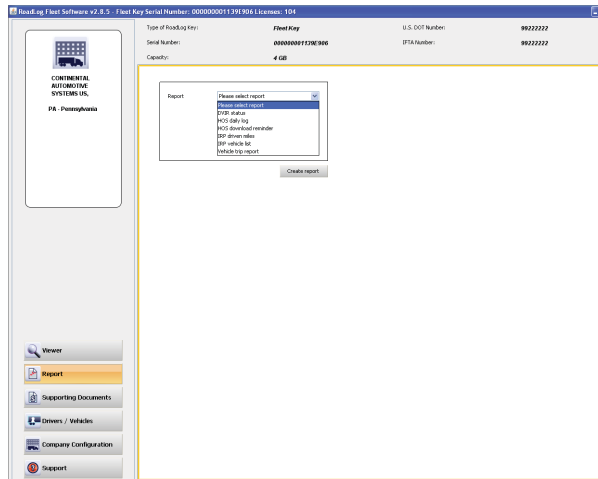 RoadLog Fleet Software v2.8.5 - Fleet Key Serial Number: 000000001139E906 Licenses: 104
Type of RoadLog Key: Fleet Key U.S. DOT Number: 99222222
Serial Number: 000000001139E906 IFTA Number: 99222222
Capacity: 4 GB
CONTINENTAL
AUTOMOTIVE
SYSTEMS US,
PA - Pennsylvania
Report Please select report
Please select report
DVIR status
HOS daily log
HOS download reminder
IRP driven miles
IRP vehicle list
Vehicle trip report
Create report
Viewer
Report
Supporting Documents
Drivers / Vehicles
Company Configuration
Support